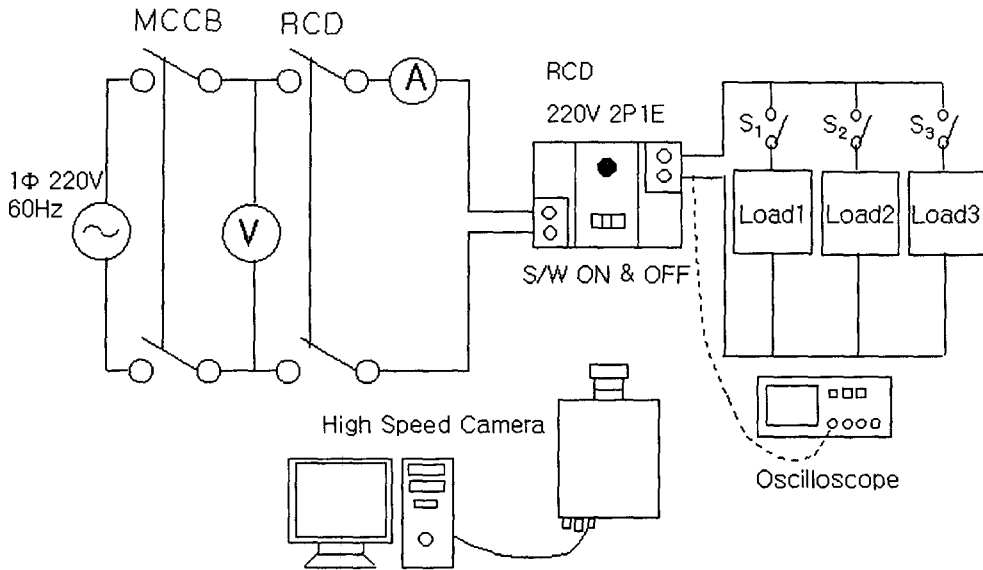 MCCB
RCD
A
V
1Φ 220V
60Hz
RCD
220V 2P1E
S/W ON & OFF
S1
S2
S3
Load1
Load2
Load3
High Speed Camera
Oscilloscope